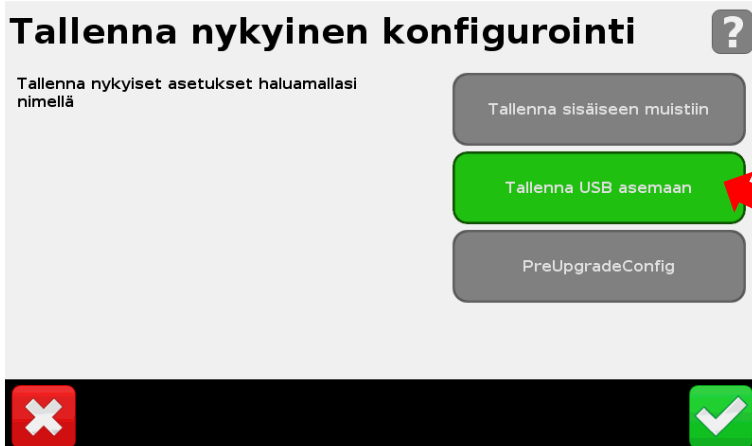 Tallenna nykyinen konfigurointi
?
Tallenna nykyiset asetukset haluamallasi
nimellä
Tallenna sisäiseen muistiin
Tallenna USB asemaan
PreUpgradeConfig